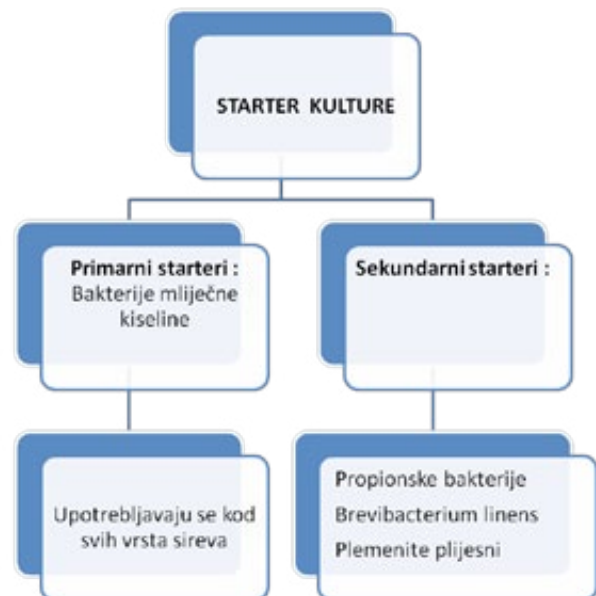 STARTER KULTURE
Primarni starteri :
Bakterije mliječne
kiseline
Sekundarni starteri :
Upotrebljavaju se kod
svih vrsta sireva
Propionske bakterije
Brevibacterium linens
Plemenite plijesni